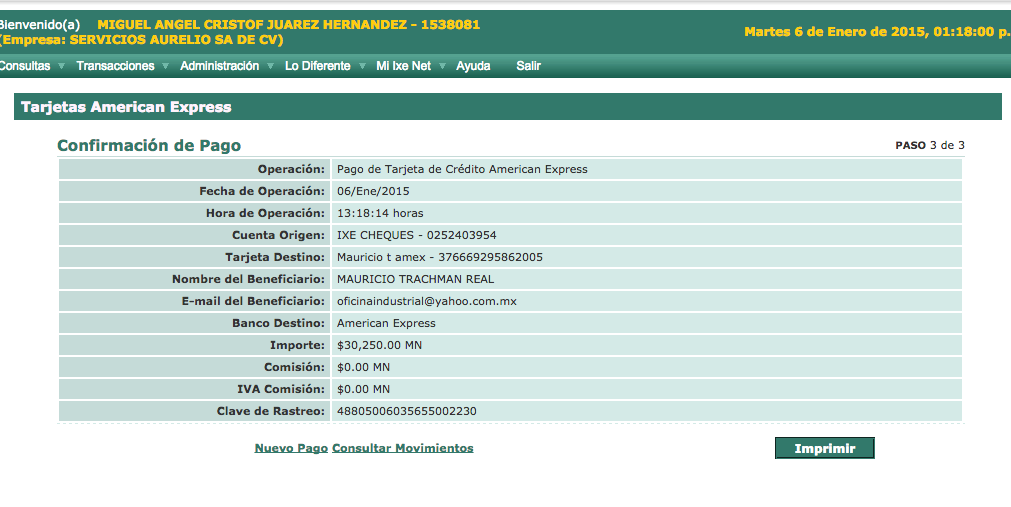 Bienvenido(a) MIGUEL ANGEL CRISTOF JUAREZ HERNANDEZ - 1538081
(Empresa: SERVICIOS AURELIO SA DE CV)
Martes 6 de Enero de 2015, 01:18:00 p.
Consultas Transacciones Administración Lo Diferente Mi Ixe Net Ayuda Salir
Tarjetas American Express
Confirmación de Pago PASO 3 de 3
Operación: Pago de Tarjeta de Crédito American Express
Fecha de Operación: 06/Ene/2015
Hora de Operación: 13:18:14 horas
Cuenta Origen: IXE CHEQUES - 0252403954
Tarjeta Destino: Mauricio t amex - 376669295862005
Nombre del Beneficiario: MAURICIO TRACHMAN REAL
E-mail del Beneficiario: oficinaindustrial@yahoo.com.mx
Banco Destino: American Express
Importe: $30,250.00 MN
Comisión: $0.00 MN
IVA Comisión: $0.00 MN
Clave de Rastreo: 48805006035655002230
Nuevo Pago Consultar Movimientos Imprimir